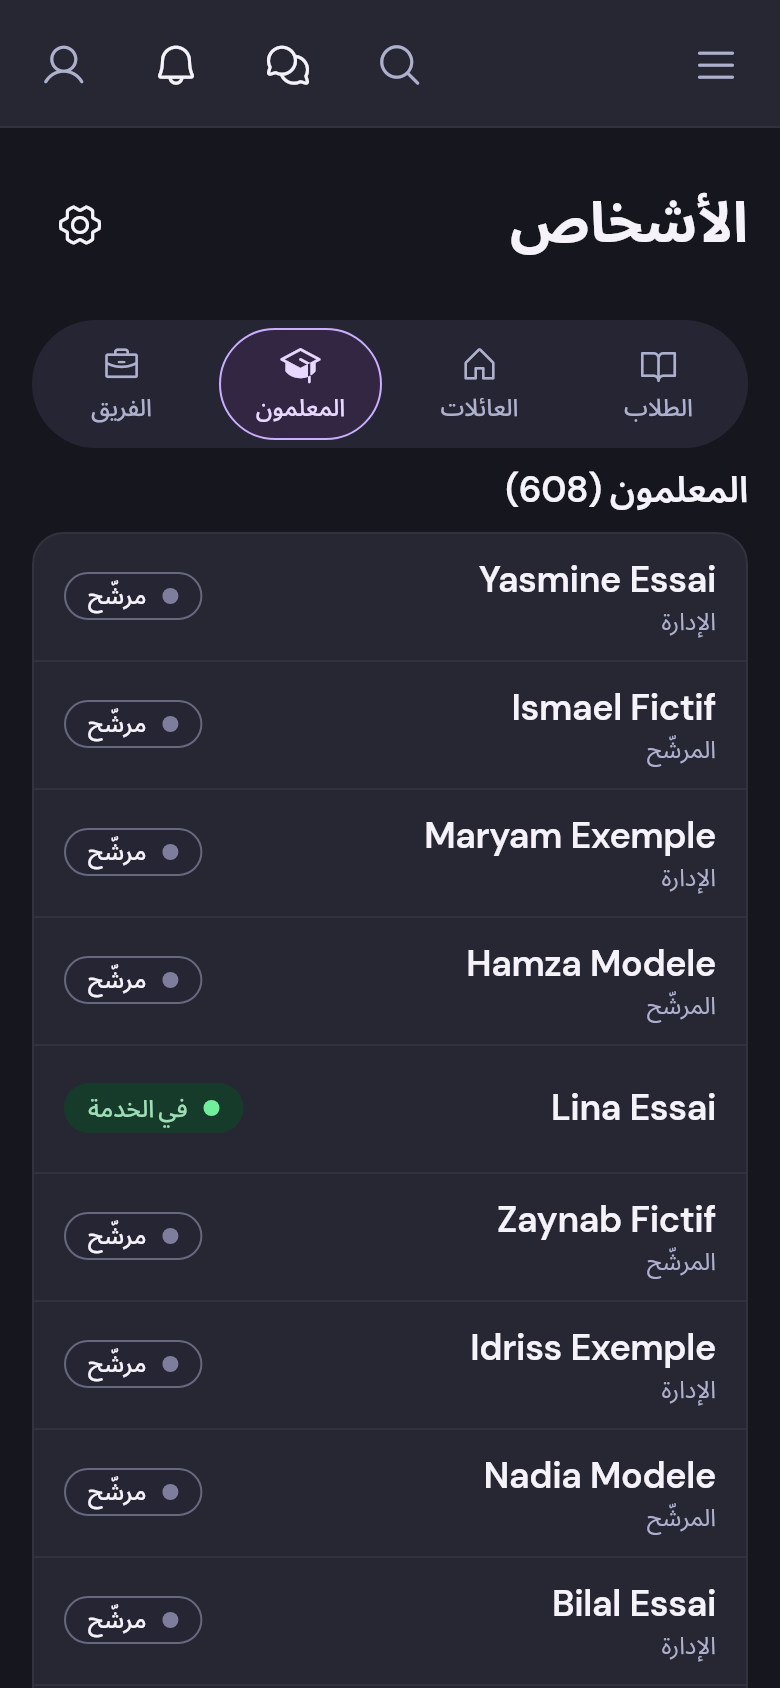 الأشخاص
الطلاب
العائلات
المعلمون
الفريق
المعلمون (608)
Yasmine Essai
مرشّح
الإدارة
Ismael Fictif
مرشّح
المرشّح
Maryam Exemple
مرشّح
الإدارة
Hamza Modele
مرشّح
المرشّح
Lina Essai
في الخدمة
Zaynab Fictif
مرشّح
المرشّح
Idriss Exemple
مرشّح
الإدارة
Nadia Modele
مرشّح
المرشّح
Bilal Essai
مرشّح
الإدارة